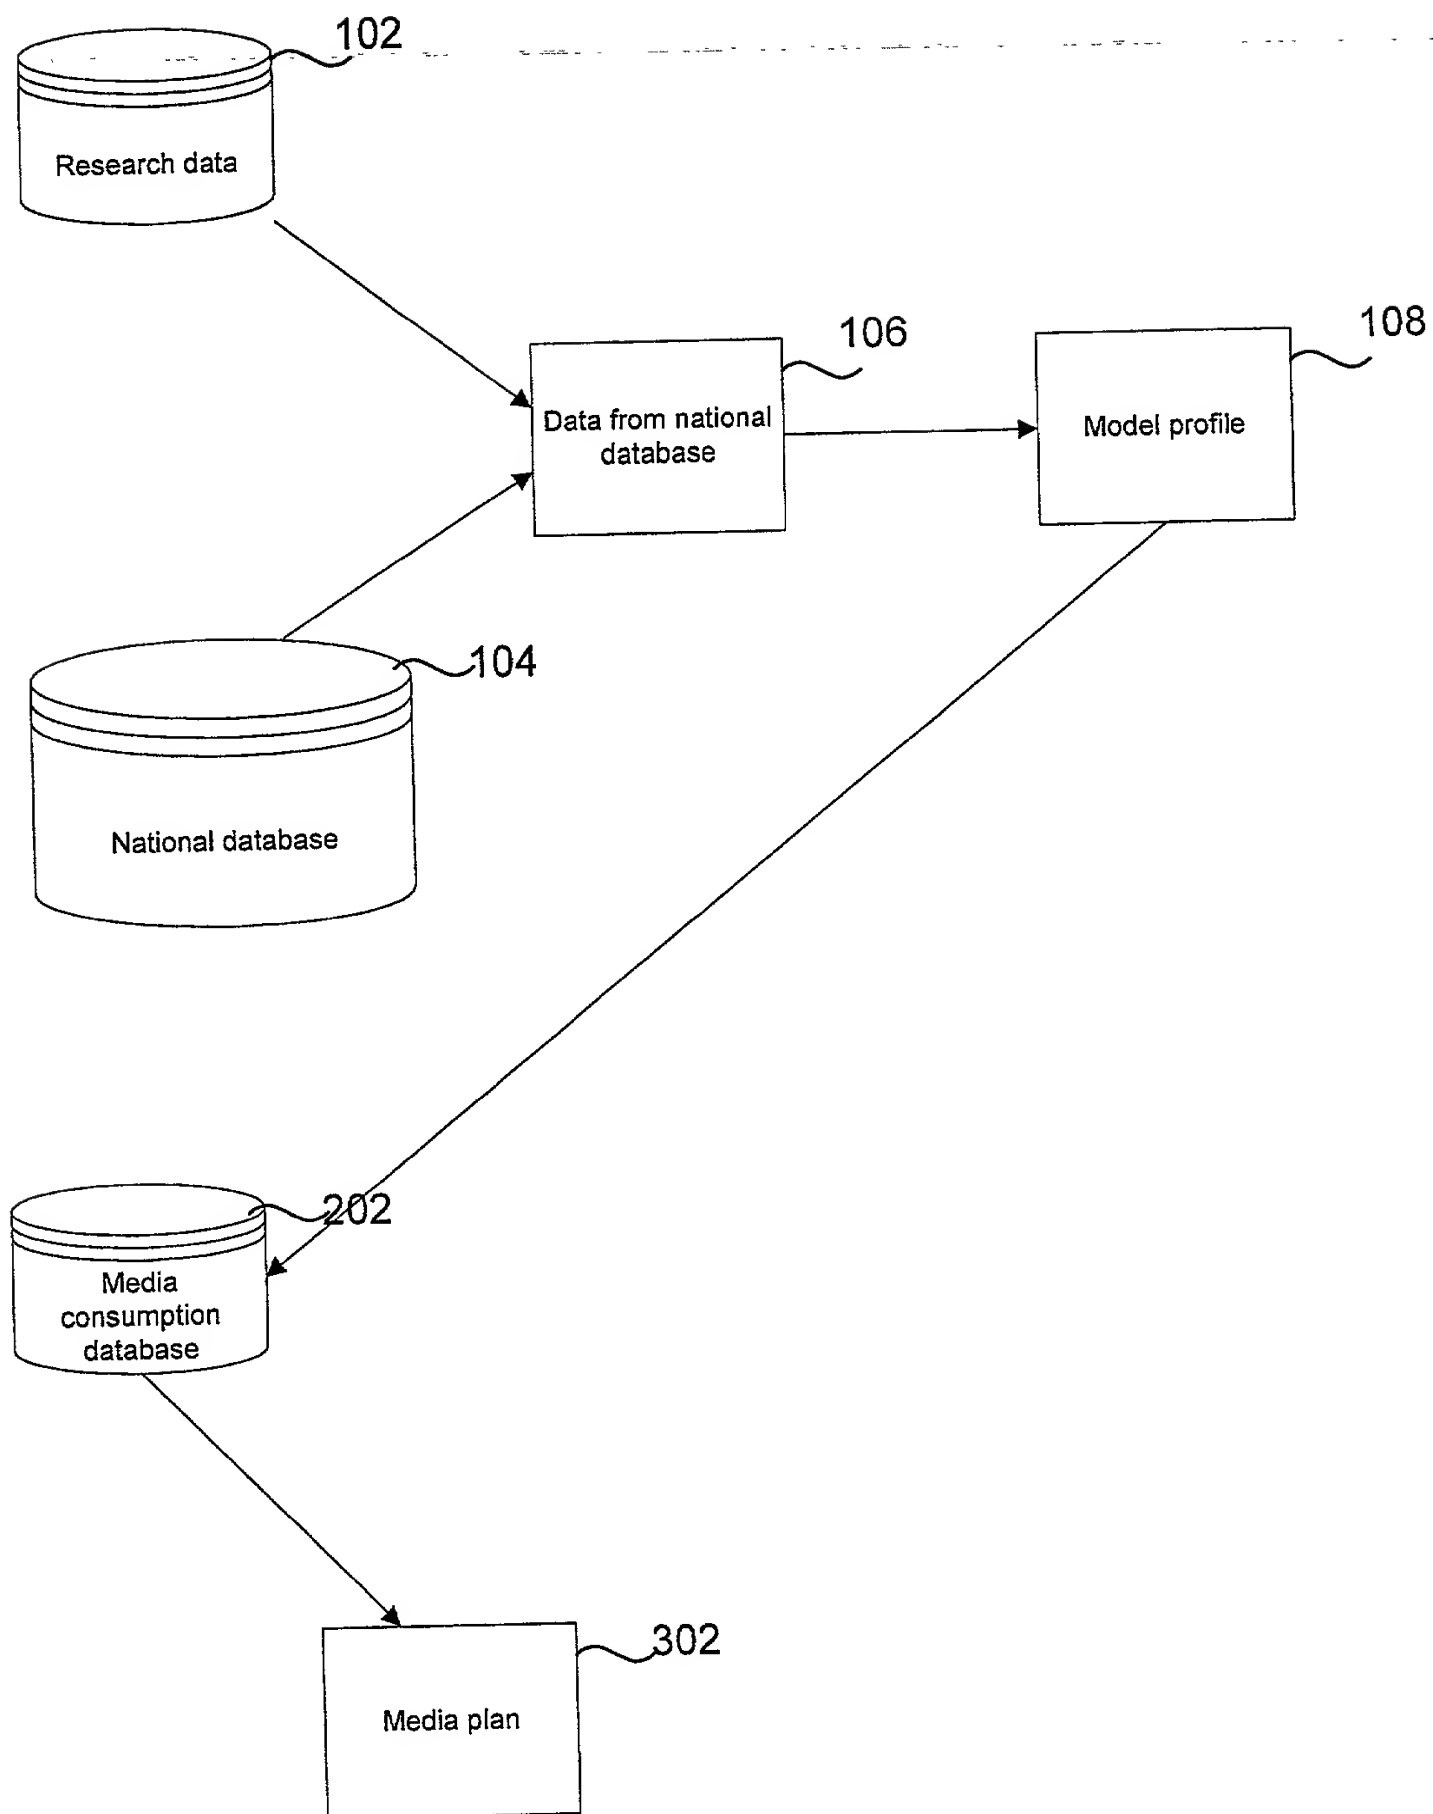 102
Research data
106
108
Data from national
database
Model profile
104
National database
202
Media
consumption
database
302
Media plan